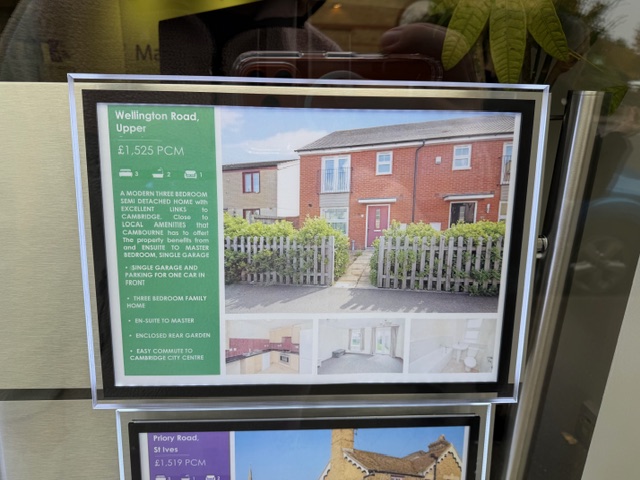 Ma
Wellington Road,
Upper
£1,525 PCM
3 2 1
A MODERN THREE BEDROOM
SEMI DETACHED HOME with
EXCELLENT LINKS to
CAMBRIDGE. Close to
LOCAL AMENITIES that
CAMBOURNE has to offer!
The property benefits from
and ENSUITE TO MASTER
BEDROOM, SINGLE GARAGE
• SINGLE GARAGE AND
PARKING FOR ONE CAR IN
FRONT
• THREE BEDROOM FAMILY
HOME
• EN-SUITE TO MASTER
• ENCLOSED REAR GARDEN
• EASY COMMUTE TO
CAMBRIDGE CITY CENTRE
Priory Road,
St Ives
£1,519 PCM